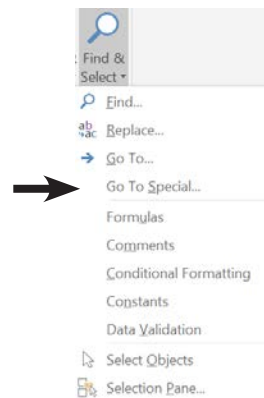 Find &
Select
Find...
Replace...
Go To...
Go To Special...
Formulas
Comments
Conditional Formatting
Constants
Data Validation
Select Objects
Selection Pane...